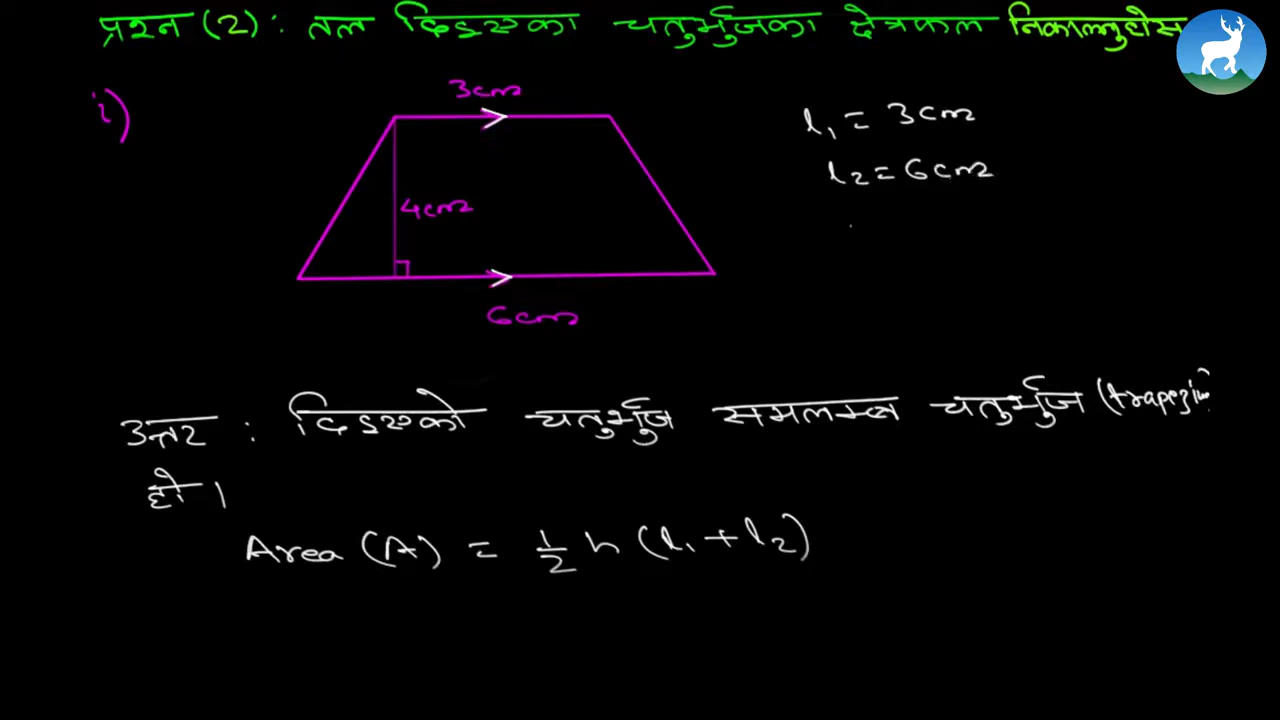 प्रश्न (2) : तल दिइएका चतुर्भुजका क्षेत्रफल निकाल्नुहोस
i)
3cm
4cm
6cm
l₁ = 3cm
l₂ = 6cm
उत्तर : दिइएको चतुर्भुज समलम्ब चतुर्भुज (trapezium
हो ।
Area (A) = 1/2 h (l₁ + l₂)